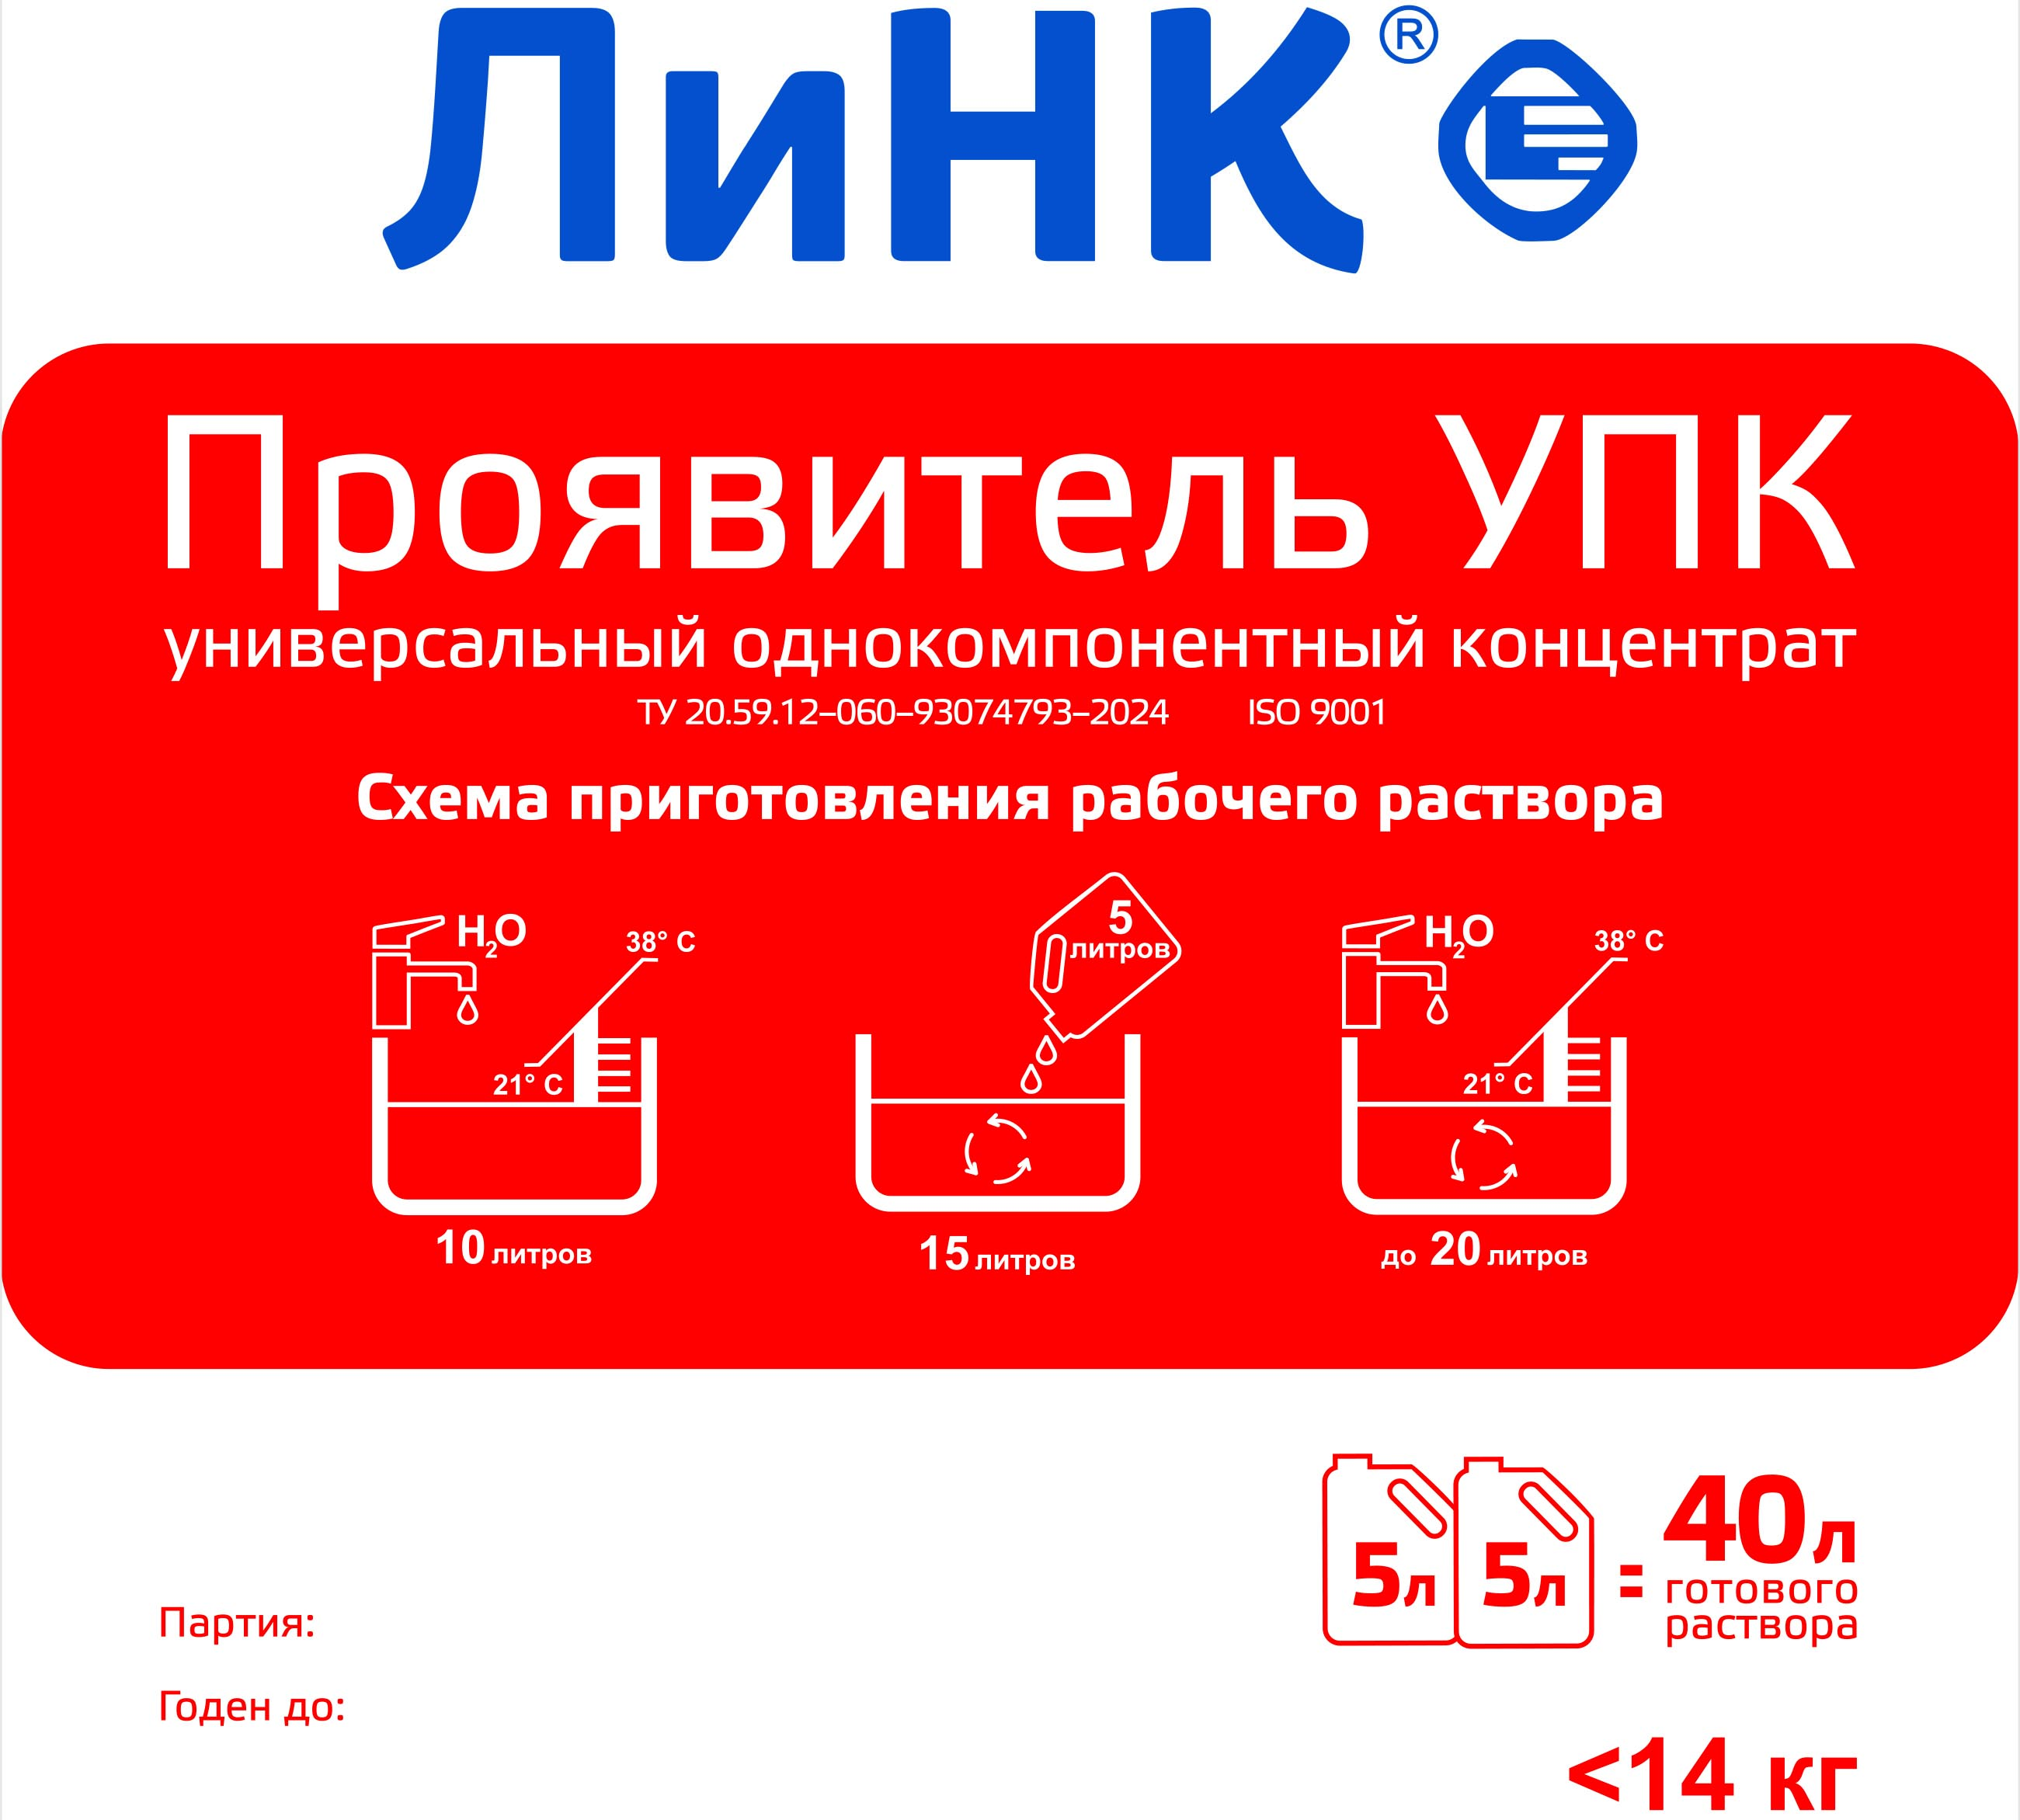 ЛиНК®
Проявитель УПК
универсальный однокомпонентный концентрат
ТУ 20.59.12–060–93074793–2024 ISO 9001
Схема приготовления рабочего раствора
H₂O
38° C
21° C
10 литров
5
литров
15 литров
H₂O
38° C
21° C
до 20 литров
5л 5л = 40л
готового
раствора
Партия:
Годен до:
<14 кг